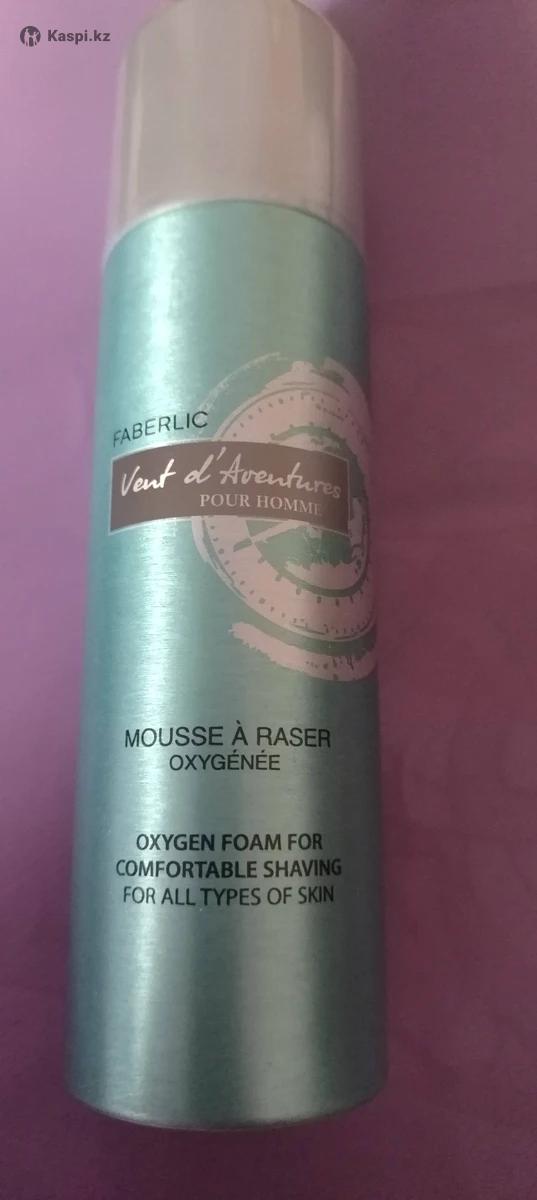 Kaspi.kz
FABERLIC
Vent d'Aventures
POUR HOMME
MOUSSE À RASER
OXYGÉNÉE
OXYGEN FOAM FOR
COMFORTABLE SHAVING
FOR ALL TYPES OF SKIN